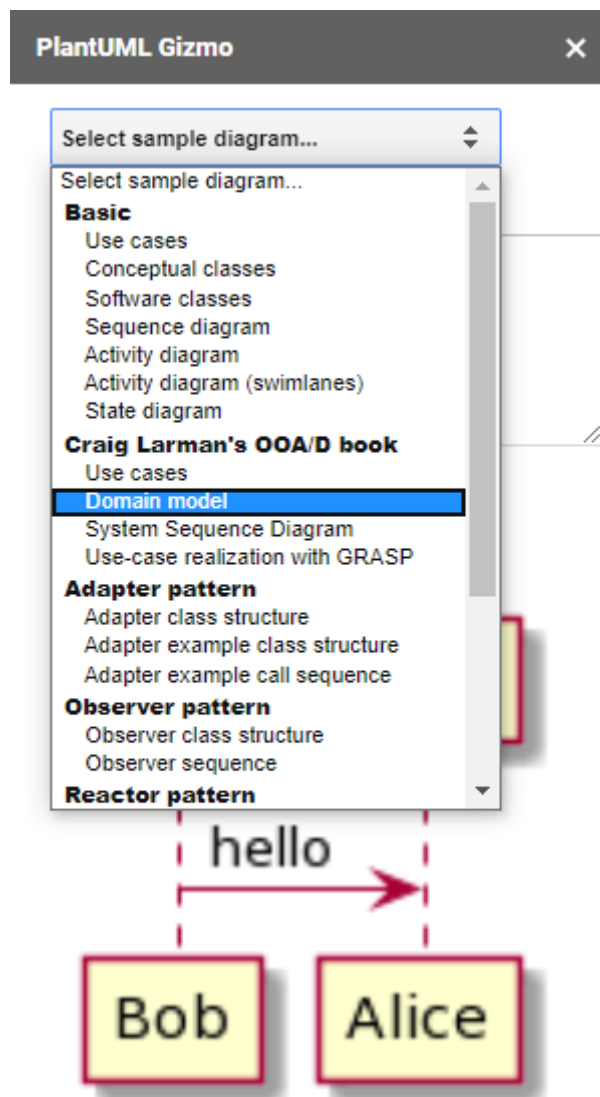 PlantUML Gizmo
Select sample diagram...
Select sample diagram...
Basic
Use cases
Conceptual classes
Software classes
Sequence diagram
Activity diagram
Activity diagram (swimlanes)
State diagram
Craig Larman's OOA/D book
Use cases
Domain model
System Sequence Diagram
Use-case realization with GRASP
Adapter pattern
Adapter class structure
Adapter example class structure
Adapter example call sequence
Observer pattern
Observer class structure
Observer sequence
Reactor pattern
hello
Bob Alice